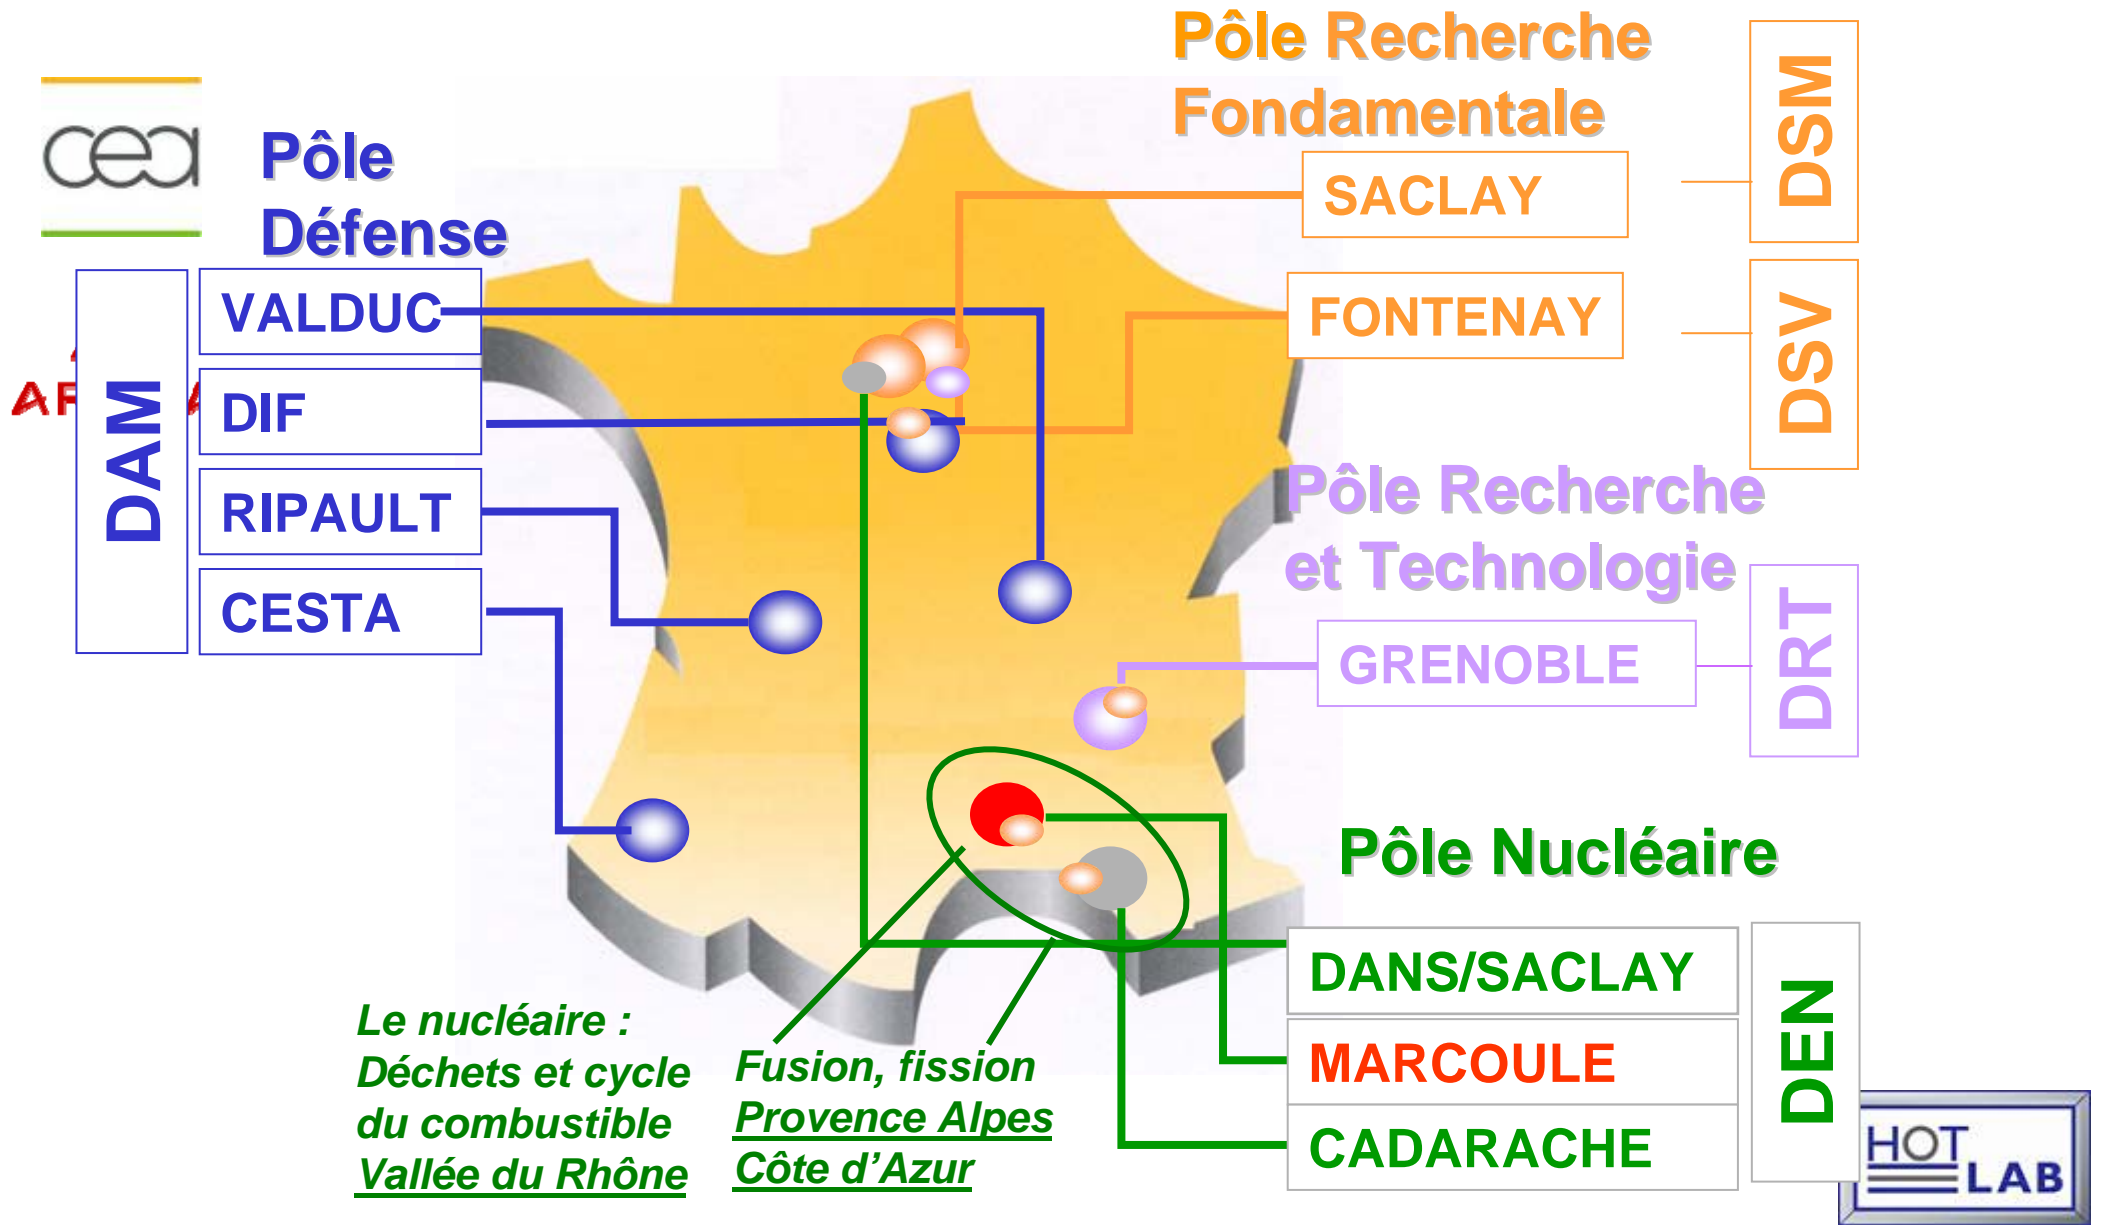 cea
Pôle
Défense
DAM
VALDUC
DIF
RIPAULT
CESTA
Pôle Recherche
Fondamentale
SACLAY
DSM
FONTENAY
DSV
Pôle Recherche
et Technologie
GRENOBLE
DRT
Pôle Nucléaire
DANS/SACLAY
MARCOULE
CADARACHE
DEN
Le nucléaire :
Déchets et cycle
du combustible
Vallée du Rhône
Fusion, fission
Provence Alpes
Côte d’Azur
HOT
LAB